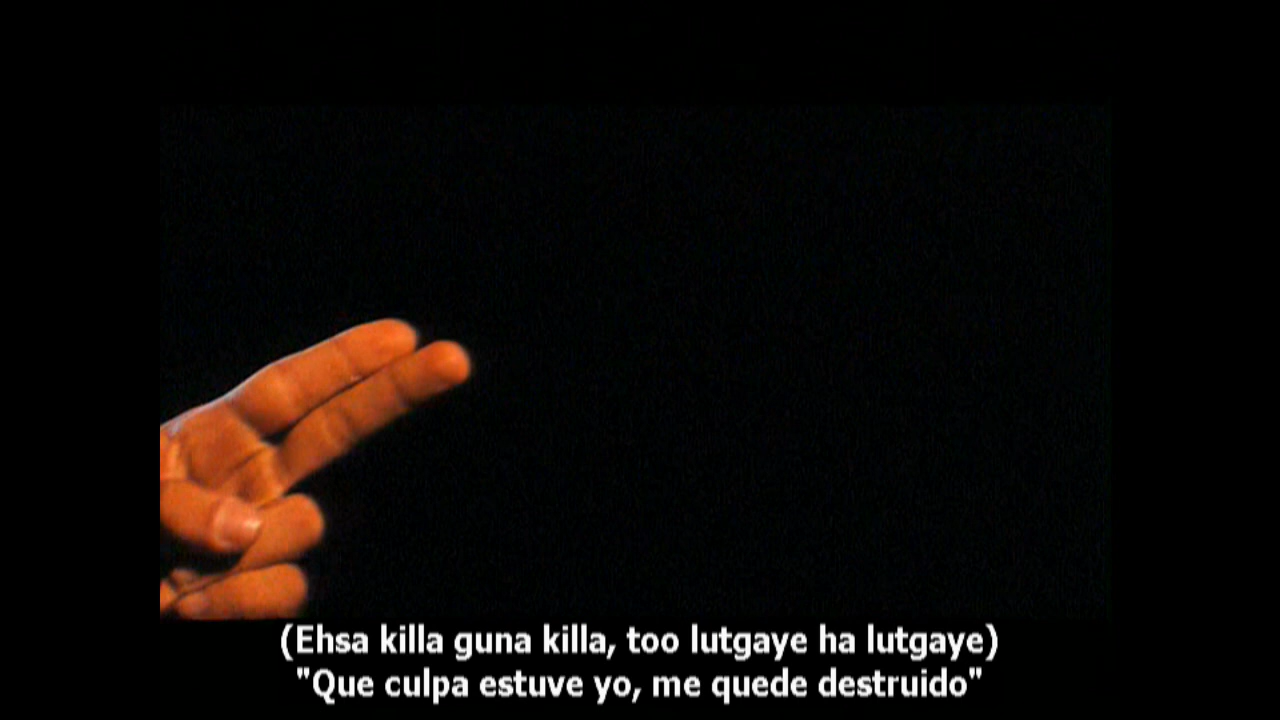 (Ehsa killa guna killa, too lutgaye ha lutgaye)
"Que culpa estuve yo, me quede destruido"